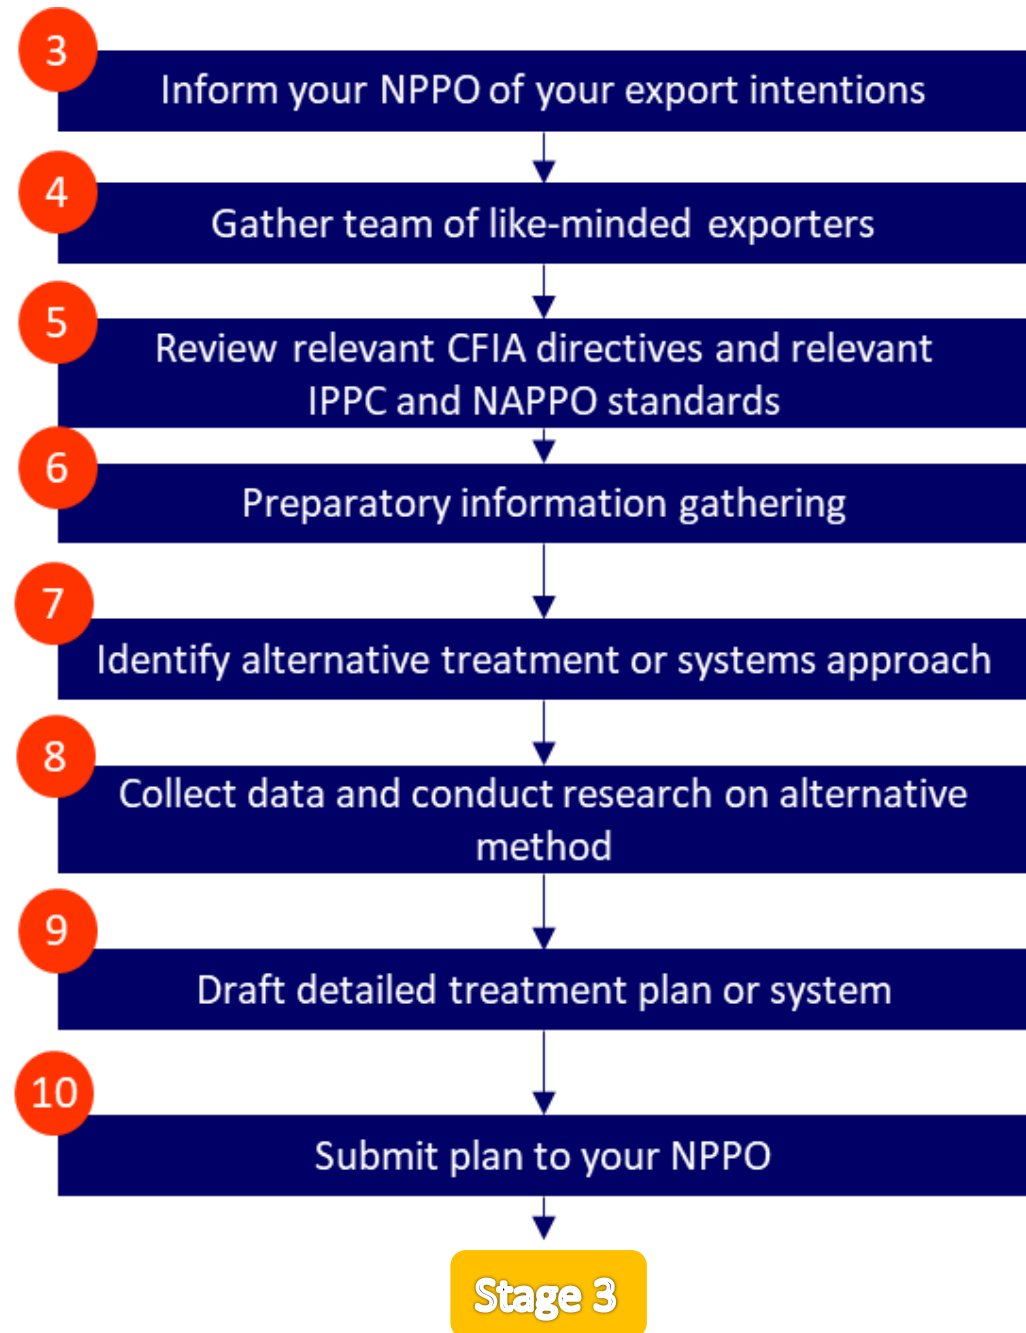 3
Inform your NPPO of your export intentions
4
Gather team of like-minded exporters
5
Review relevant CFIA directives and relevant
IPPC and NAPPO standards
6
Preparatory information gathering
7
Identify alternative treatment or systems approach
8
Collect data and conduct research on alternative
method
9
Draft detailed treatment plan or system
10
Submit plan to your NPPO
Stage 3